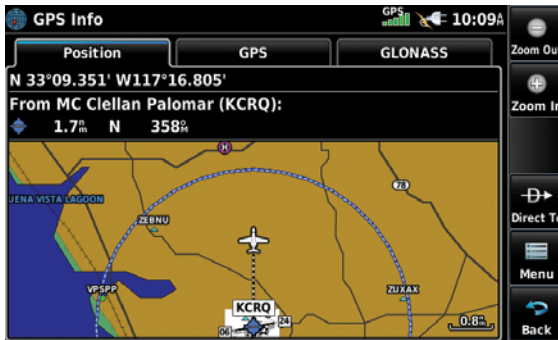 GPS Info
GPS
10:09A
Position
GPS
GLONASS
N 33°09.351' W117°16.805'
From MC Clellan Palomar (KCRQ):
1.7nm N 358°M
Zoom Out
Zoom In
Direct To
Menu
Back
H
78
UENA VISTA LAGOON
ZEBNU
VPSPP
ZUXAX
KCRQ
06
24
0.8nm